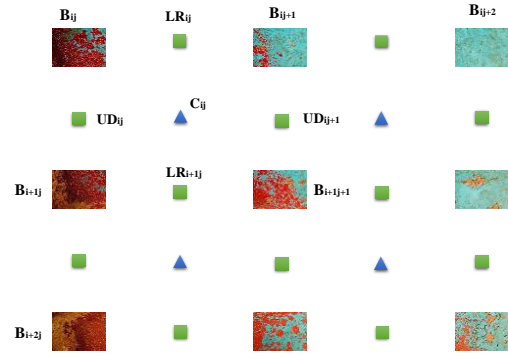 Bij
LRij
Bij+1
Bij+2
UDij
Cij
UDij+1
Bi+1j
LRi+1j
Bi+1j+1
Bi+2j